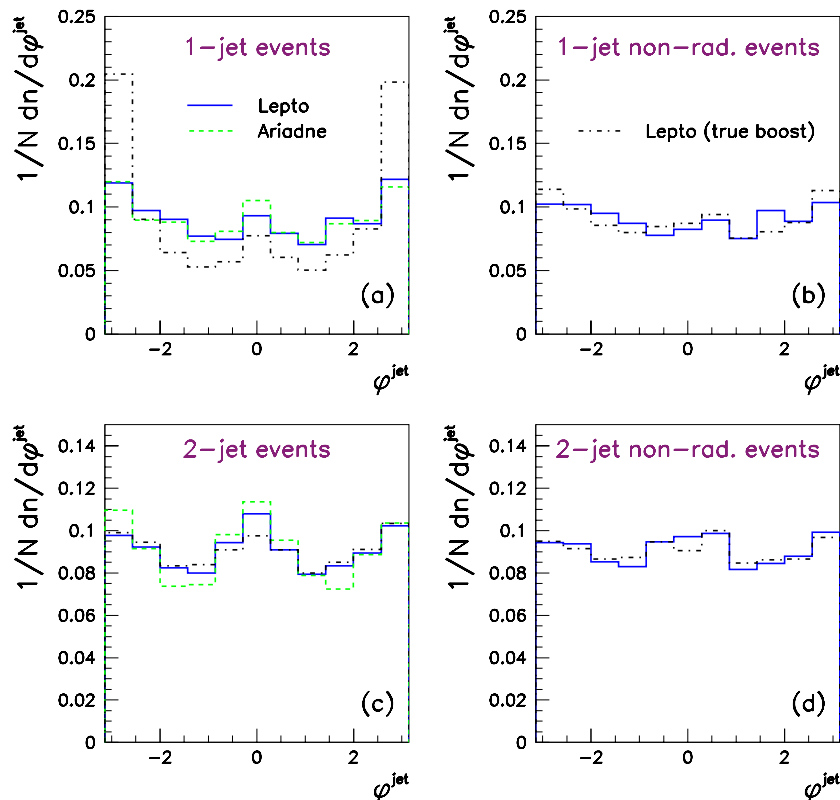 1/N dn/dφ^jet
0.25
0.2
0.15
0.1
0.05
0
1-jet events
Lepto
Ariadne
(a)
−2 0 2
φ^jet
1/N dn/dφ^jet
0.25
0.2
0.15
0.1
0.05
0
1-jet non-rad. events
Lepto (true boost)
(b)
−2 0 2
φ^jet
1/N dn/dφ^jet
0.14
0.12
0.1
0.08
0.06
0.04
0.02
0
2-jet events
(c)
−2 0 2
φ^jet
1/N dn/dφ^jet
0.14
0.12
0.1
0.08
0.06
0.04
0.02
0
2-jet non-rad. events
(d)
−2 0 2
φ^jet